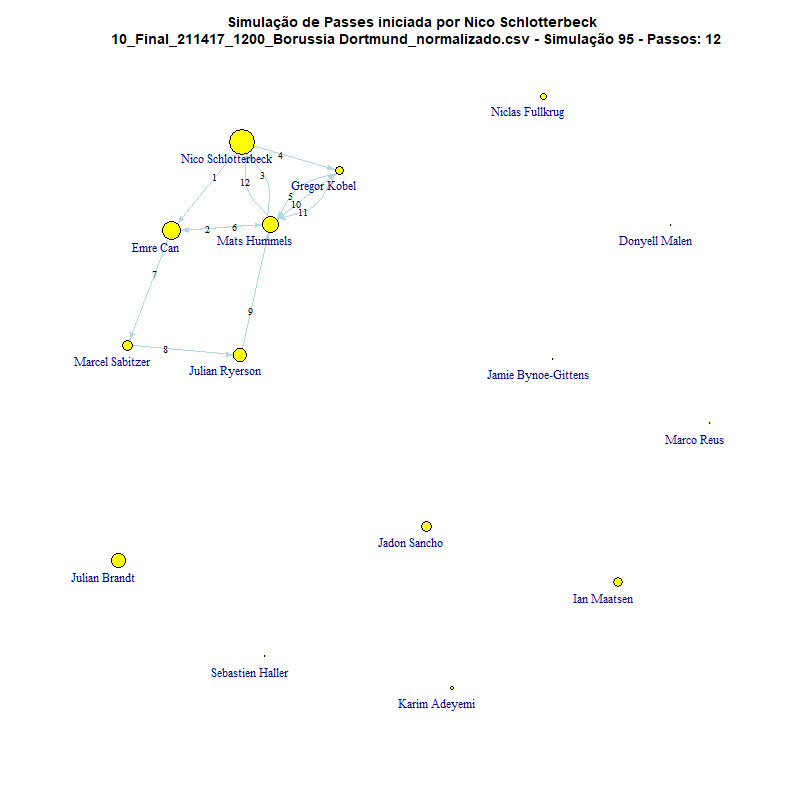 Simulação de Passes iniciada por Nico Schlotterbeck
10_Final_211417_1200_Borussia Dortmund_normalizado.csv - Simulação 95 - Passos: 12
Niclas Fullkrug
Nico Schlotterbeck
4
1
12
3
Gregor Kobel
5
10
11
Donyell Malen
2
6
Mats Hummels
Emre Can
7
9
8
Marcel Sabitzer
Julian Ryerson
Jamie Bynoe-Gittens
Marco Reus
Jadon Sancho
Julian Brandt
Ian Maatsen
Sebastien Haller
Karim Adeyemi